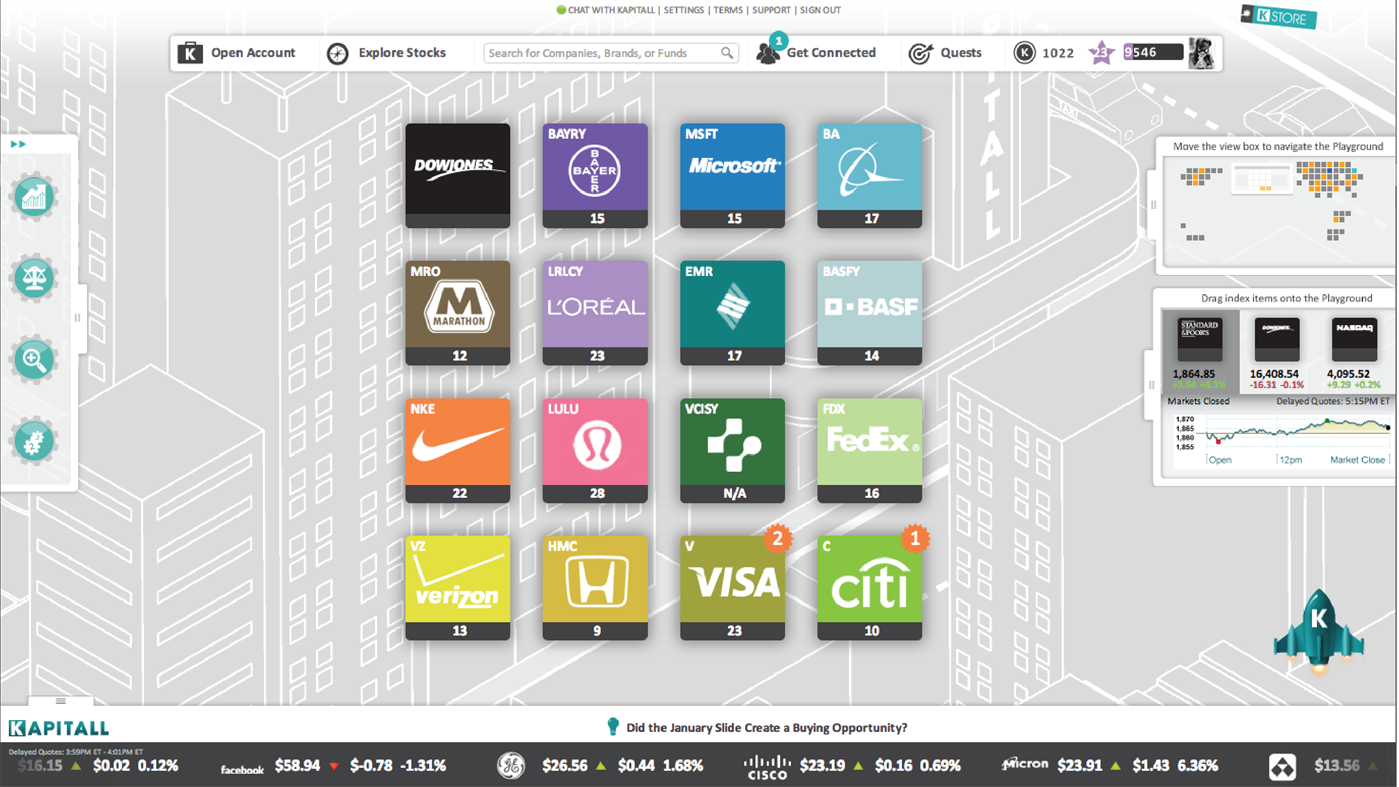 CHAT WITH KAPITALL | SETTINGS | TERMS | SUPPORT | SIGN OUT
K STORE
K Open Account
Explore Stocks
Search for Companies, Brands, or Funds
1
Get Connected
Quests
K 1022
23
9546
TAXI
ITALL
DOWJONES
BAYRY
BAYER
BAYER
15
MSFT
Microsoft
15
BA
17
MRO
M
MARATHON
12
LRLCY
L'ORÉAL
23
EMR
17
BASFY
BASF
14
NKE
22
LULU
28
VCISY
N/A
FDX
FedEx®
16
VZ
verizon
13
HMC
9
V
2
VISA
23
C
1
citi
10
Move the view box to navigate the Playground
Drag index items onto the Playground
STANDARD
&POOR'S
DOWJONES
NASDAQ
1,864.85 16,408.54 4,095.52
+2.54 +0.1% -16.31 -0.1% +9.29 +0.2%
Markets Closed Delayed Quotes: 5:15PM ET
1,870
1,865
1,860
1,855
Open 12pm Market Close
K
KAPITALL
Did the January Slide Create a Buying Opportunity?
Delayed Quotes: 3:59PM ET - 4:01PM ET
$16.15 $0.02 0.12% facebook $58.94 $-0.78 -1.31% GE $26.56 $0.44 1.68% CISCO $23.19 $0.16 0.69% Micron $23.91 $1.43 6.36% $13.56